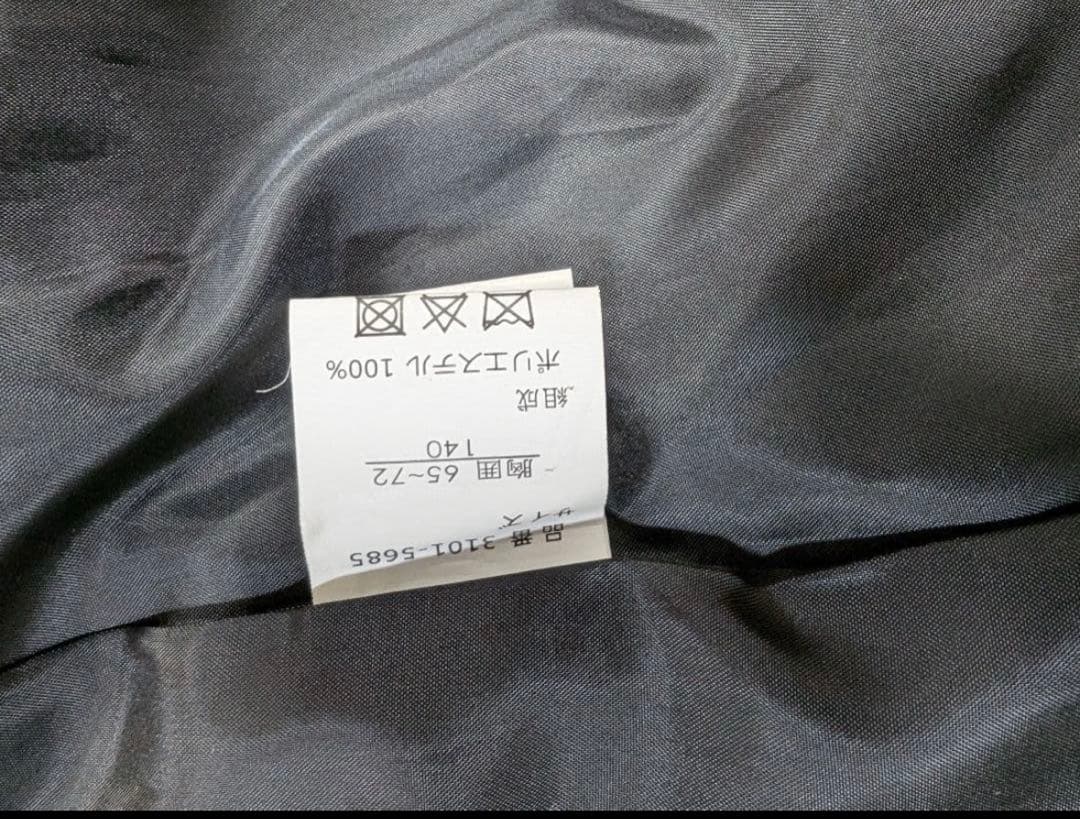 品番 3101-5685
サイズ
胸囲 65~72
140
組成
ポリエステル 100%